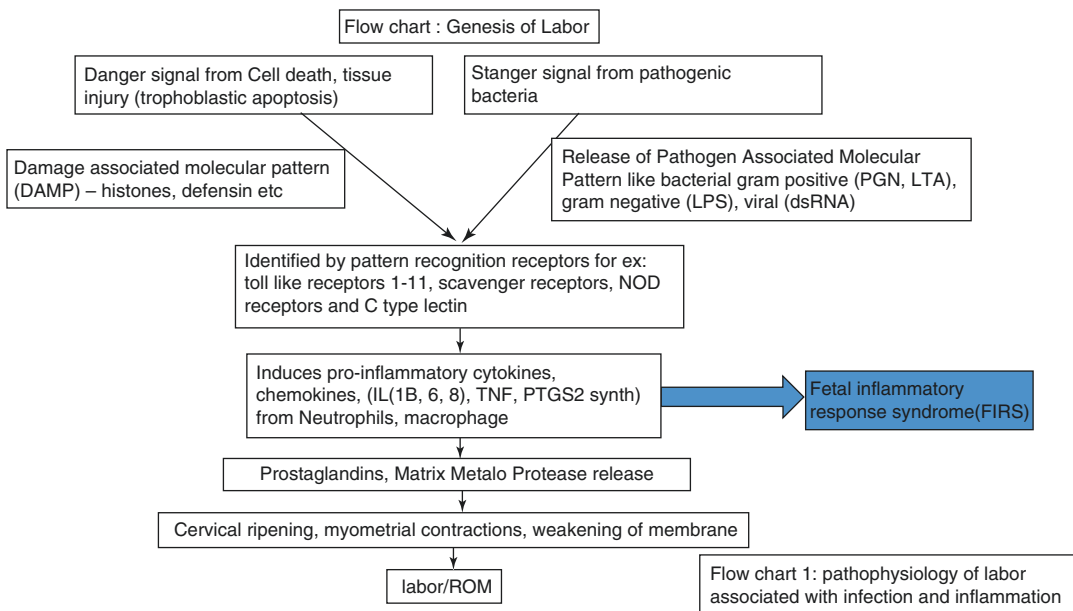 Flow chart : Genesis of Labor
Danger signal from Cell death, tissue
injury (trophoblastic apoptosis)
Stanger signal from pathogenic
bacteria
Damage associated molecular pattern
(DAMP) – histones, defensin etc
Release of Pathogen Associated Molecular
Pattern like bacterial gram positive (PGN, LTA),
gram negative (LPS), viral (dsRNA)
Identified by pattern recognition receptors for ex:
toll like receptors 1-11, scavenger receptors, NOD
receptors and C type lectin
Induces pro-inflammatory cytokines,
chemokines, (IL(1B, 6, 8), TNF, PTGS2 synth)
from Neutrophils, macrophage
Fetal inflammatory
response syndrome(FIRS)
Prostaglandins, Matrix Metalo Protease release
Cervical ripening, myometrial contractions, weakening of membrane
labor/ROM
Flow chart 1: pathophysiology of labor
associated with infection and inflammation